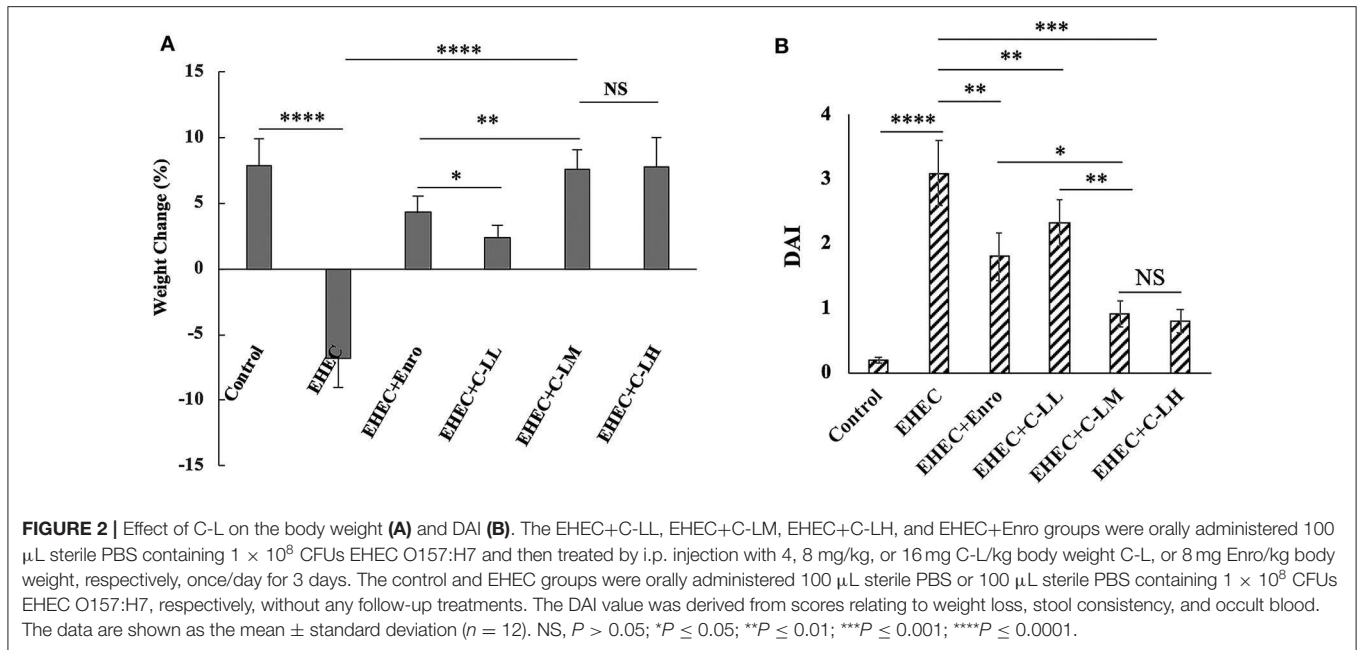 A
****
15
NS
****
10
**
*
5
0
-5
-10
-15
Weight Change (%)
Control
EHEC
EHEC+Enro
EHEC+C-LL
EHEC+C-LM
EHEC+C-LH
B
***
**
**
4
****
*
3
**
2
NS
1
0
DAI
Control
EHEC
EHEC+Enro
EHEC+C-LL
EHEC+C-LM
EHEC+C-LH
FIGURE 2 | Effect of C-L on the body weight (A) and DAI (B). The EHEC+C-LL, EHEC+C-LM, EHEC+C-LH, and EHEC+Enro groups were orally administered 100
μL sterile PBS containing 1 × 10⁸ CFUs EHEC O157:H7 and then treated by i.p. injection with 4, 8 mg/kg, or 16 mg C-L/kg body weight C-L, or 8 mg Enro/kg body
weight, respectively, once/day for 3 days. The control and EHEC groups were orally administered 100 μL sterile PBS or 100 μL sterile PBS containing 1 × 10⁸ CFUs
EHEC O157:H7, respectively, without any follow-up treatments. The DAI value was derived from scores relating to weight loss, stool consistency, and occult blood.
The data are shown as the mean ± standard deviation (n = 12). NS, P > 0.05; *P ≤ 0.05; **P ≤ 0.01; ***P ≤ 0.001; ****P ≤ 0.0001.